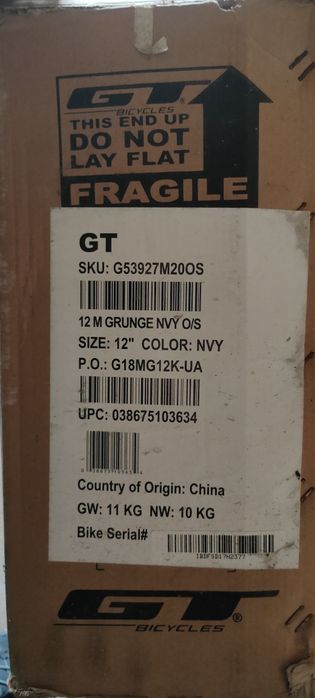 GT
BICYCLES
THIS END UP
DO NOT
LAY FLAT
FRAGILE
GT
SKU: G53927M20OS
12 M GRUNGE NVY O/S
SIZE: 12" COLOR: NVY
P.O.: G18MG12K-UA
UPC: 038675103634
Country of Origin: China
GW: 11 KG NW: 10 KG
Bike Serial#
GT®
BICYCLES